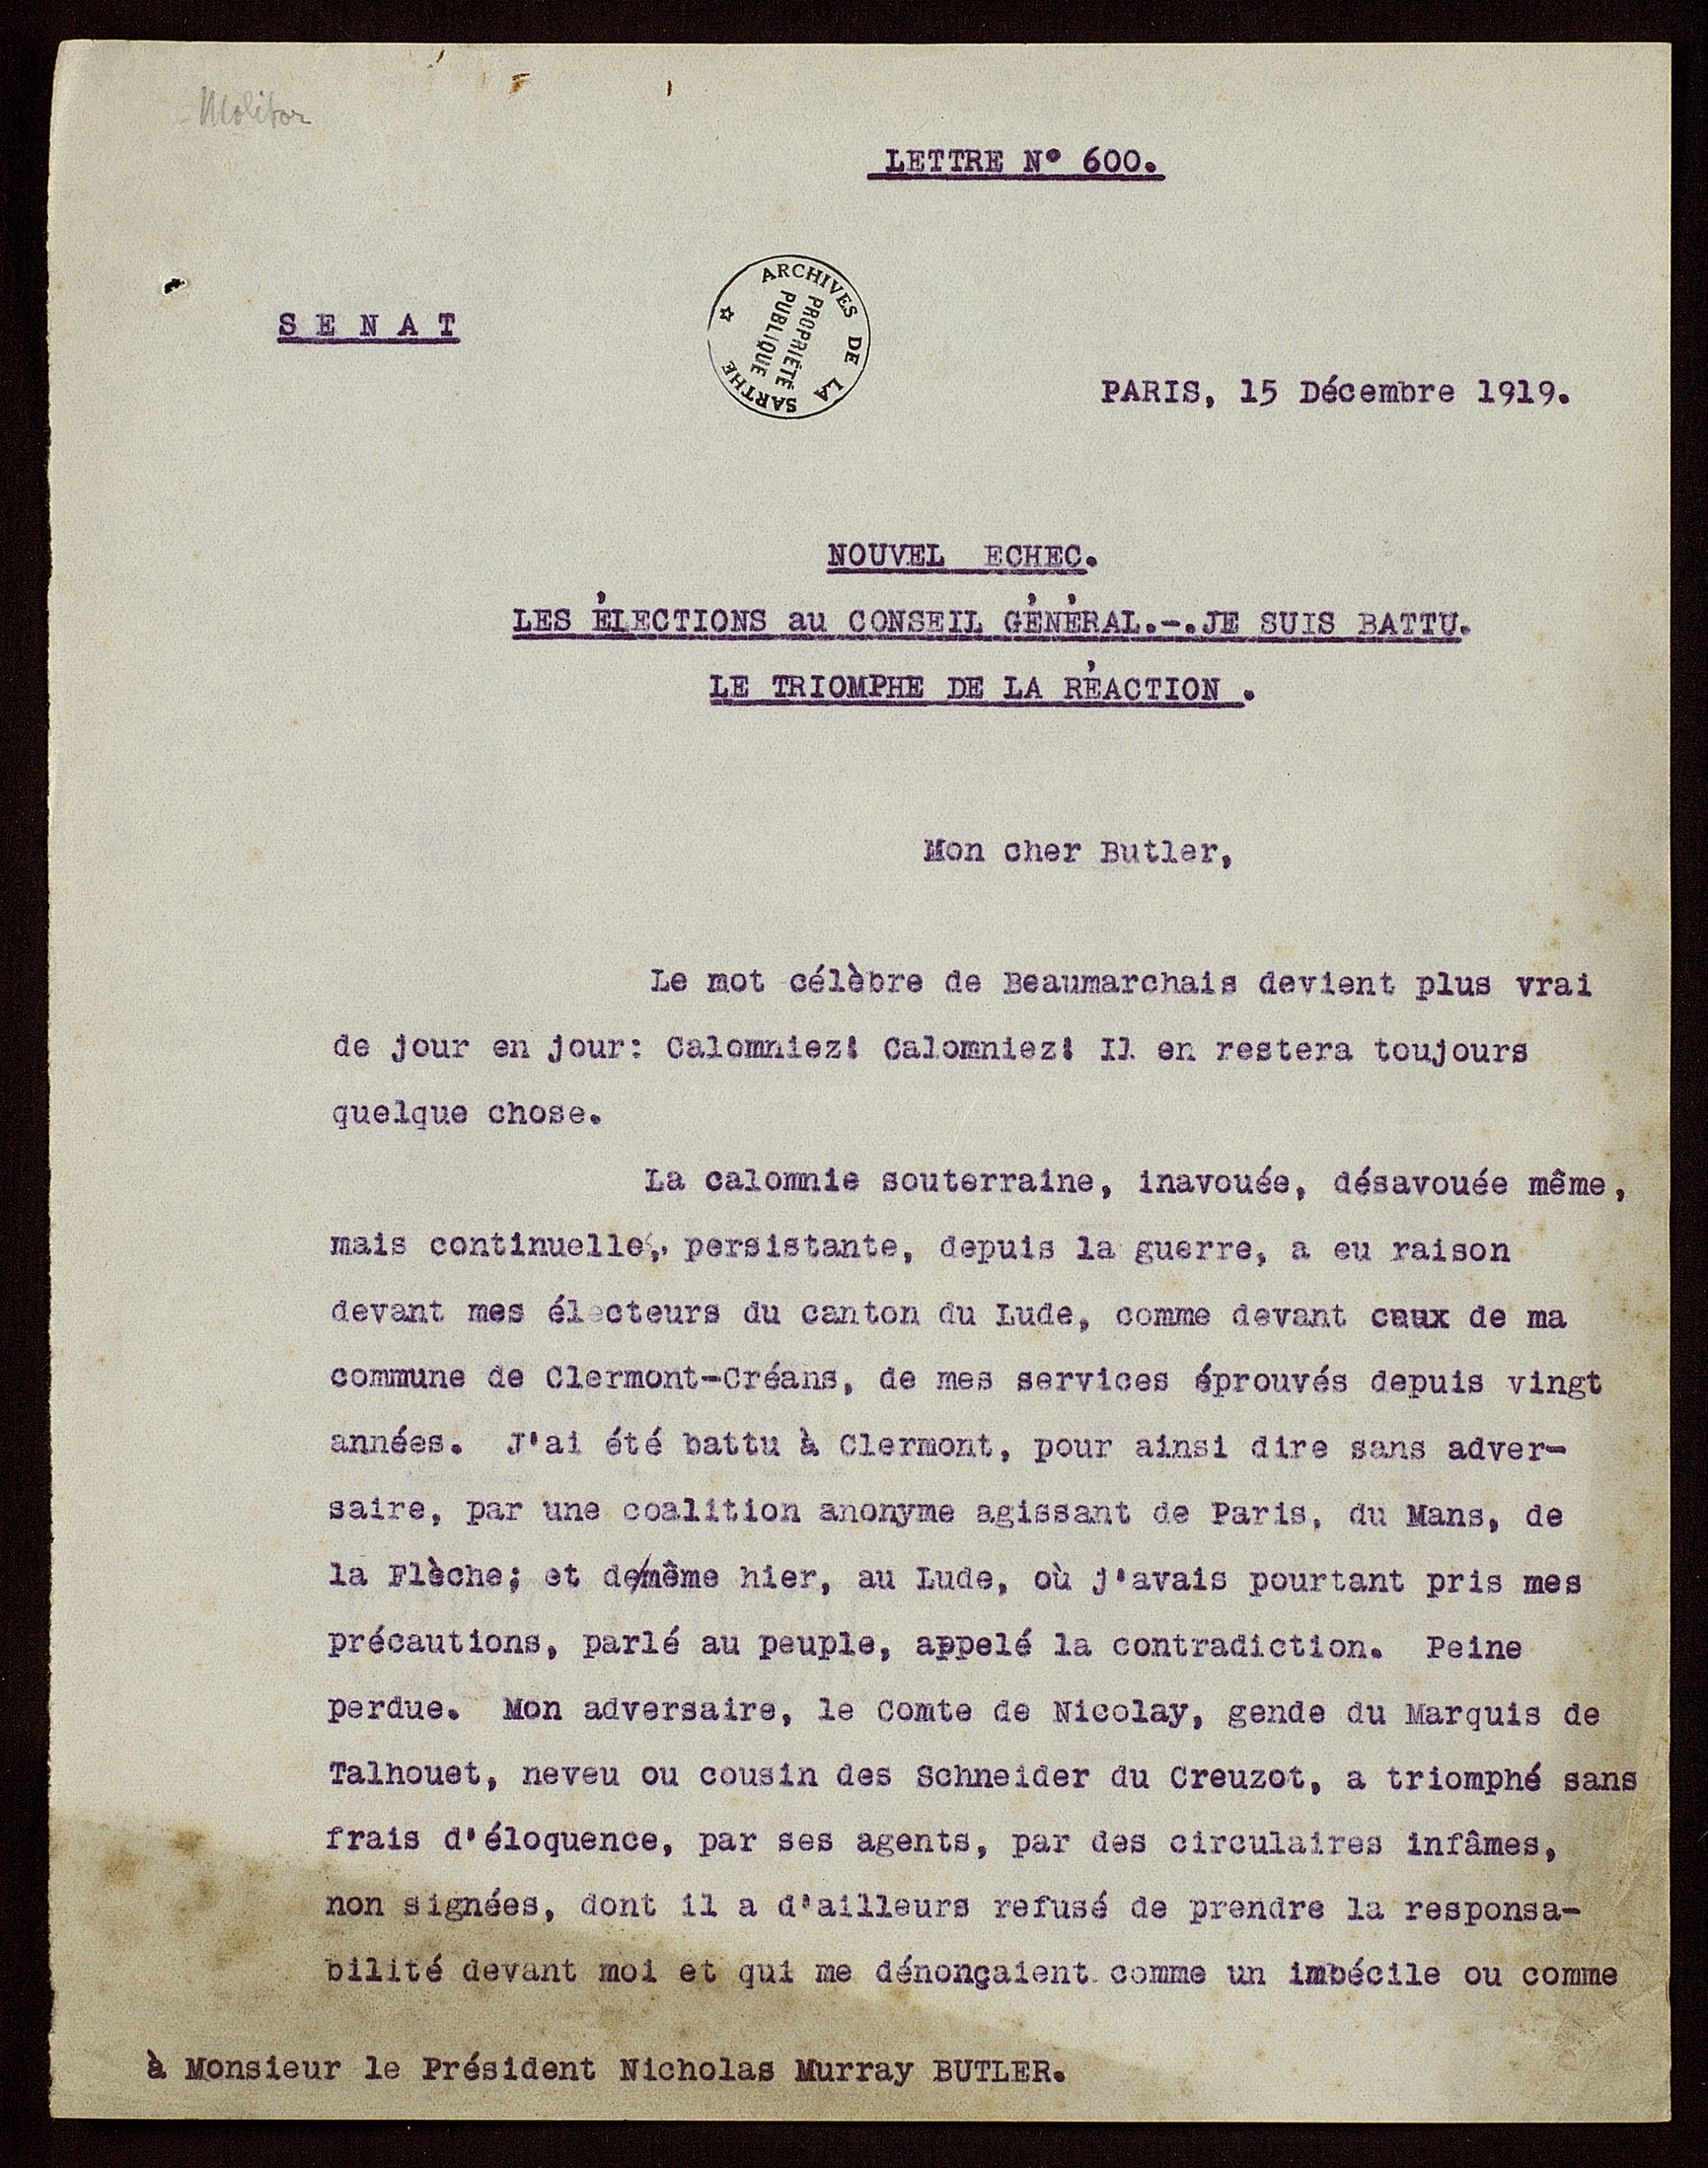 Molitor
LETTRE N° 600.
ARCHIVES DE LA SARTHE
PROPRIÉTÉ
PUBLIQUE
SENAT
PARIS, 15 Décembre 1919.
NOUVEL ECHEC.
LES ÉLECTIONS au CONSEIL GÉNÉRAL.-.JE SUIS BATTU.
LE TRIOMPHE DE LA RÉACTION .
Mon cher Butler,
Le mot célèbre de Beaumarchais devient plus vrai
de jour en jour: Calomniez! Calomniez! Il en restera toujours
quelque chose.
La calomnie souterraine, inavouée, désavouée même,
mais continuelle, persistante, depuis la guerre, a eu raison
devant mes électeurs du canton du Lude, comme devant ceux de ma
commune de Clermont-Créans, de mes services éprouvés depuis vingt
années. J'ai été battu à Clermont, pour ainsi dire sans adver-
saire, par une coalition anonyme agissant de Paris, du Mans, de
la Flèche; et de/même hier, au Lude, où j'avais pourtant pris mes
précautions, parlé au peuple, appelé la contradiction. Peine
perdue. Mon adversaire, le Comte de Nicolay, gende du Marquis de
Talhouet, neveu ou cousin des Schneider du Creuzot, a triomphé sans
frais d'éloquence, par ses agents, par des circulaires infâmes,
non signées, dont il a d'ailleurs refusé de prendre la responsa-
bilité devant moi et qui me dénonçaient comme un imbécile ou comme
à Monsieur le Président Nicholas Murray BUTLER.